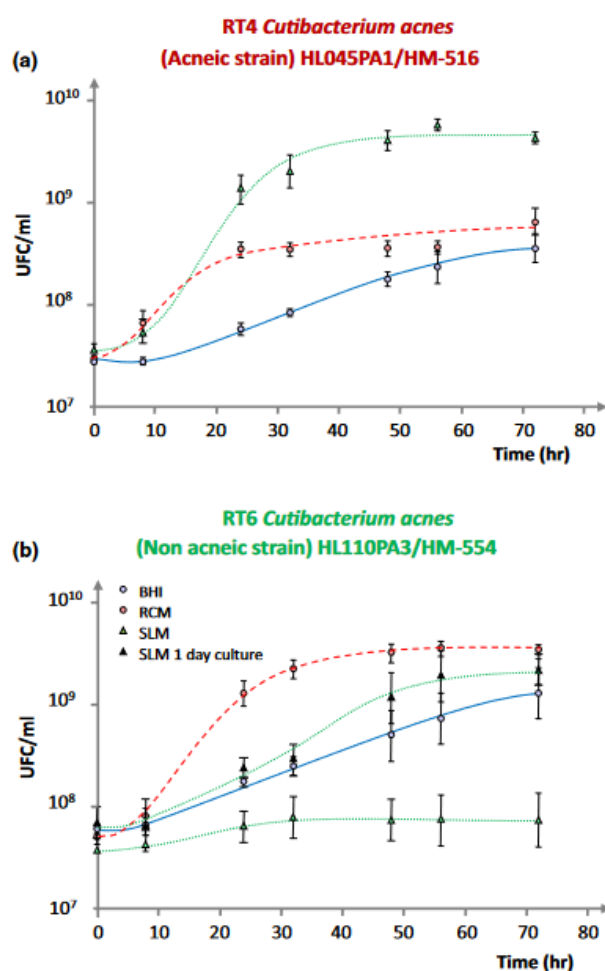 RT4 Cutibacterium acnes
(a)
(Acneic strain) HL045PA1/HM-516
10¹⁰
10⁹
10⁸
10⁷
UFC/ml
0 10 20 30 40 50 60 70 80
Time (hr)
RT6 Cutibacterium acnes
(b)
(Non acneic strain) HL110PA3/HM-554
BHI
RCM
SLM
SLM 1 day culture
10¹⁰
10⁹
10⁸
10⁷
UFC/ml
0 10 20 30 40 50 60 70 80
Time (hr)